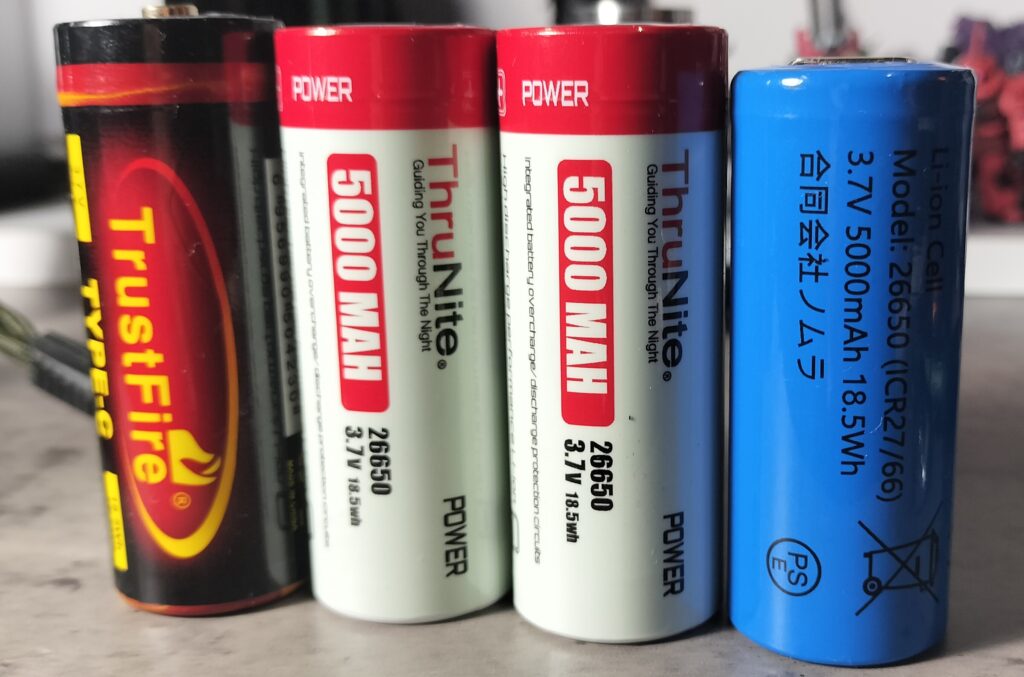 TrustFire®
POWER
5000 MAH
ThruNite®
Guiding You Through The Night
Integrated battery overcharge/ discharge protection circuits
26650
3.7V 18.5wh
POWER
POWER
5000 MAH
ThruNite®
Guiding You Through The Night
Integrated battery overcharge/ discharge protection circuits
26650
3.7V 18.5wh
POWER
Li-ion Cell
Model: 26650 (ICR27/66)
3.7V 5000mAh 18.5Wh
合同会社ノムラ
PS
E